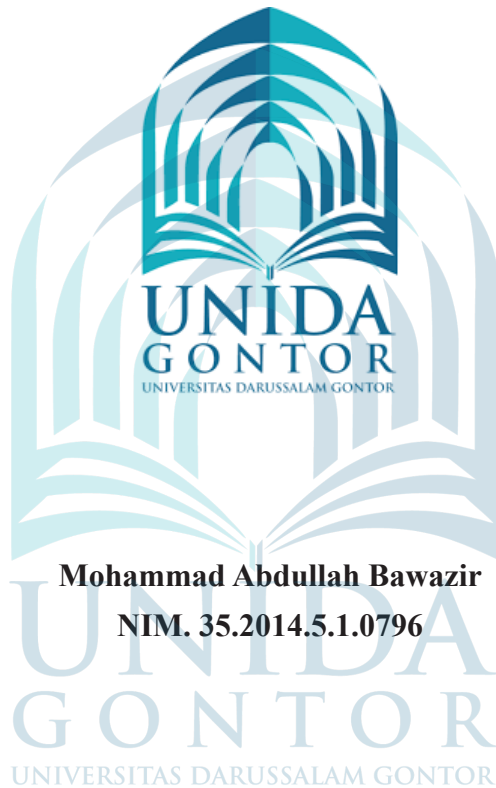 UNIDA
GONTOR
UNIVERSITAS DARUSSALAM GONTOR
Mohammad Abdullah Bawazir
NIM. 35.2014.5.1.0796
UNIDA
GONTOR
UNIVERSITAS DARUSSALAM GONTOR